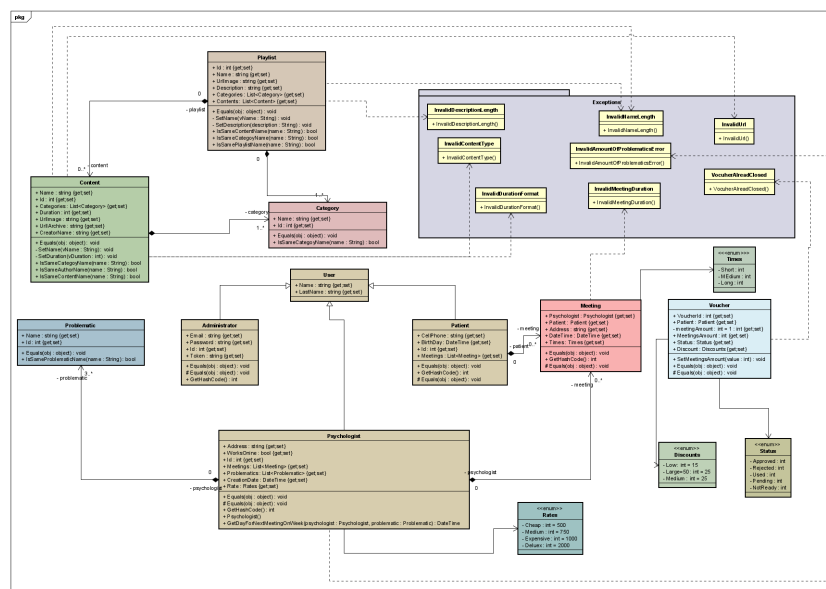 pkg
Playlist
+ Id : int {get;set}
+ Name : string {get;set}
+ UrlImage : string {get;set}
+ Description : string {get;set}
+ Categories : List<Category> {get;set}
+ Contents : List<Content> {get;set}
+ Equals(obj : object) : void
- SetName(vName : String) : void
- SetDescription(description : String) : void
+ IsSameContentName(name : String) : bool
+ IsSameCategoyName(name : String) : bool
+ IsSamePlaylistName(name : String) : bool
0
- playlist
0
0..*
- content
1..*
Exceptions
InvalidDescriptionLength
+ InvalidDescriptionLength()
InvalidNameLength
+ InvalidNameLength()
InvalidUrl
+ InvalidUrl()
InvalidContentType
+ InvalidContentType()
InvalidAmountOfProblematicsError
+ InvalidAmountOfProblematicsError()
InvalidDurationFormat
+ InvalidDurationFormat()
InvalidMeetingDuration
+ InvalidMeetingDuration()
VocuherAlreadClosed
+ VocuherAlreadClosed()
Content
+ Name : string {get;set}
+ Id : int {get;set}
+ Categories : List<Category> {get;set}
+ Duration : int {get;set}
+ UrlImage : string {get;set}
+ UrlArchive : string {get;set}
+ CreatorName : string {get;set}
+ Equals(obj : object) : void
- SetName(vName : String) : void
- SetDuration(vDuration : int) : void
+ IsSameCategoyName(name : String) : bool
+ IsSameAuthorName(name : String) : bool
+ IsSameContentName(name : String) : bool
- category
1..*
Category
+ Name : string {get;set}
+ Id : int {get;set}
+ Equals(obj : object) : void
+ IsSameCategoyName(name : String) : bool
<<enum>>
Times
- Short : int
- MEdium : int
- Long : int
User
+ Name : string {get;set}
+ LastName : string {get;set}
Problematic
+ Name : string {get;set}
+ Id : int {get;set}
+ Equals(obj : object) : void
+ IsSameProblematicName(name : String) : bool
3..*
- problematic
Administrator
+ Email : string {get;set}
+ Password : string {get;set}
+ Id : int {get;set}
+ Token : string {get;set}
+ Equals(obj : object) : void
# Equals(obj : object) : void
+ GetHashCode() : int
Patient
+ CellPhone : string {get;set}
+ BirthDay : DateTime {get;set}
+ Id : int {get;set}
+ Meetings : List<Meeting> {get;set}
+ Equals(obj : object) : void
+ GetHashCode() : int
# Equals(obj : object) : void
- meeting
0..*
- patient
0
Meeting
+ Psychologist : Psychologist {get;set}
+ Patient : Patient {get;set}
+ Address : string {get;set}
+ DateTime : DateTime {get;set}
+ Times : Times {get;set}
+ Equals(obj : object) : void
+ GetHashCode() : int
# Equals(obj : object) : void
0..*
- meeting
Voucher
+ VoucherId : int {get;set}
+ Patient : Patient {get;set}
- meetingAmount : int = 1 : int {get;set}
+ MeetingsAmount : int {get;set}
+ Status : Status {get;set}
+ Discount : Discounts {get;set}
+ SetMeetingsAmount(value : int) : void
+ Equals(obj : object) : void
# Equals(obj : object) : void
Psychologist
+ Address : string {get;set}
+ WorksOnline : bool {get;set}
+ Id : int {get;set}
+ Meetings : List<Meeting> {get;set}
+ Problematics : List<Problematic> {get;set}
+ CreationDate : DateTime {get;set}
+ Rate : Rates {get;set}
+ Equals(obj : object) : void
# Equals(obj : object) : void
+ GetHashCode() : int
+ Psychologist()
+ GetDayForNextMeetingOnWeek(psychologist : Psychologist, problematic : Problematic) : DateTime
0
- psychologist
- psychologist
0
<<enum>>
Discounts
- Low : int = 15
- Large=50 : int = 25
- Medium : int = 25
<<enum>>
Status
- Approved : int
- Rejected : int
- Used : int
- Pending : int
- NotReady : int
<<enum>>
Rates
- Cheap : int = 500
- Medium : int = 750
- Expensive : int = 1000
- Deluex : int = 2000